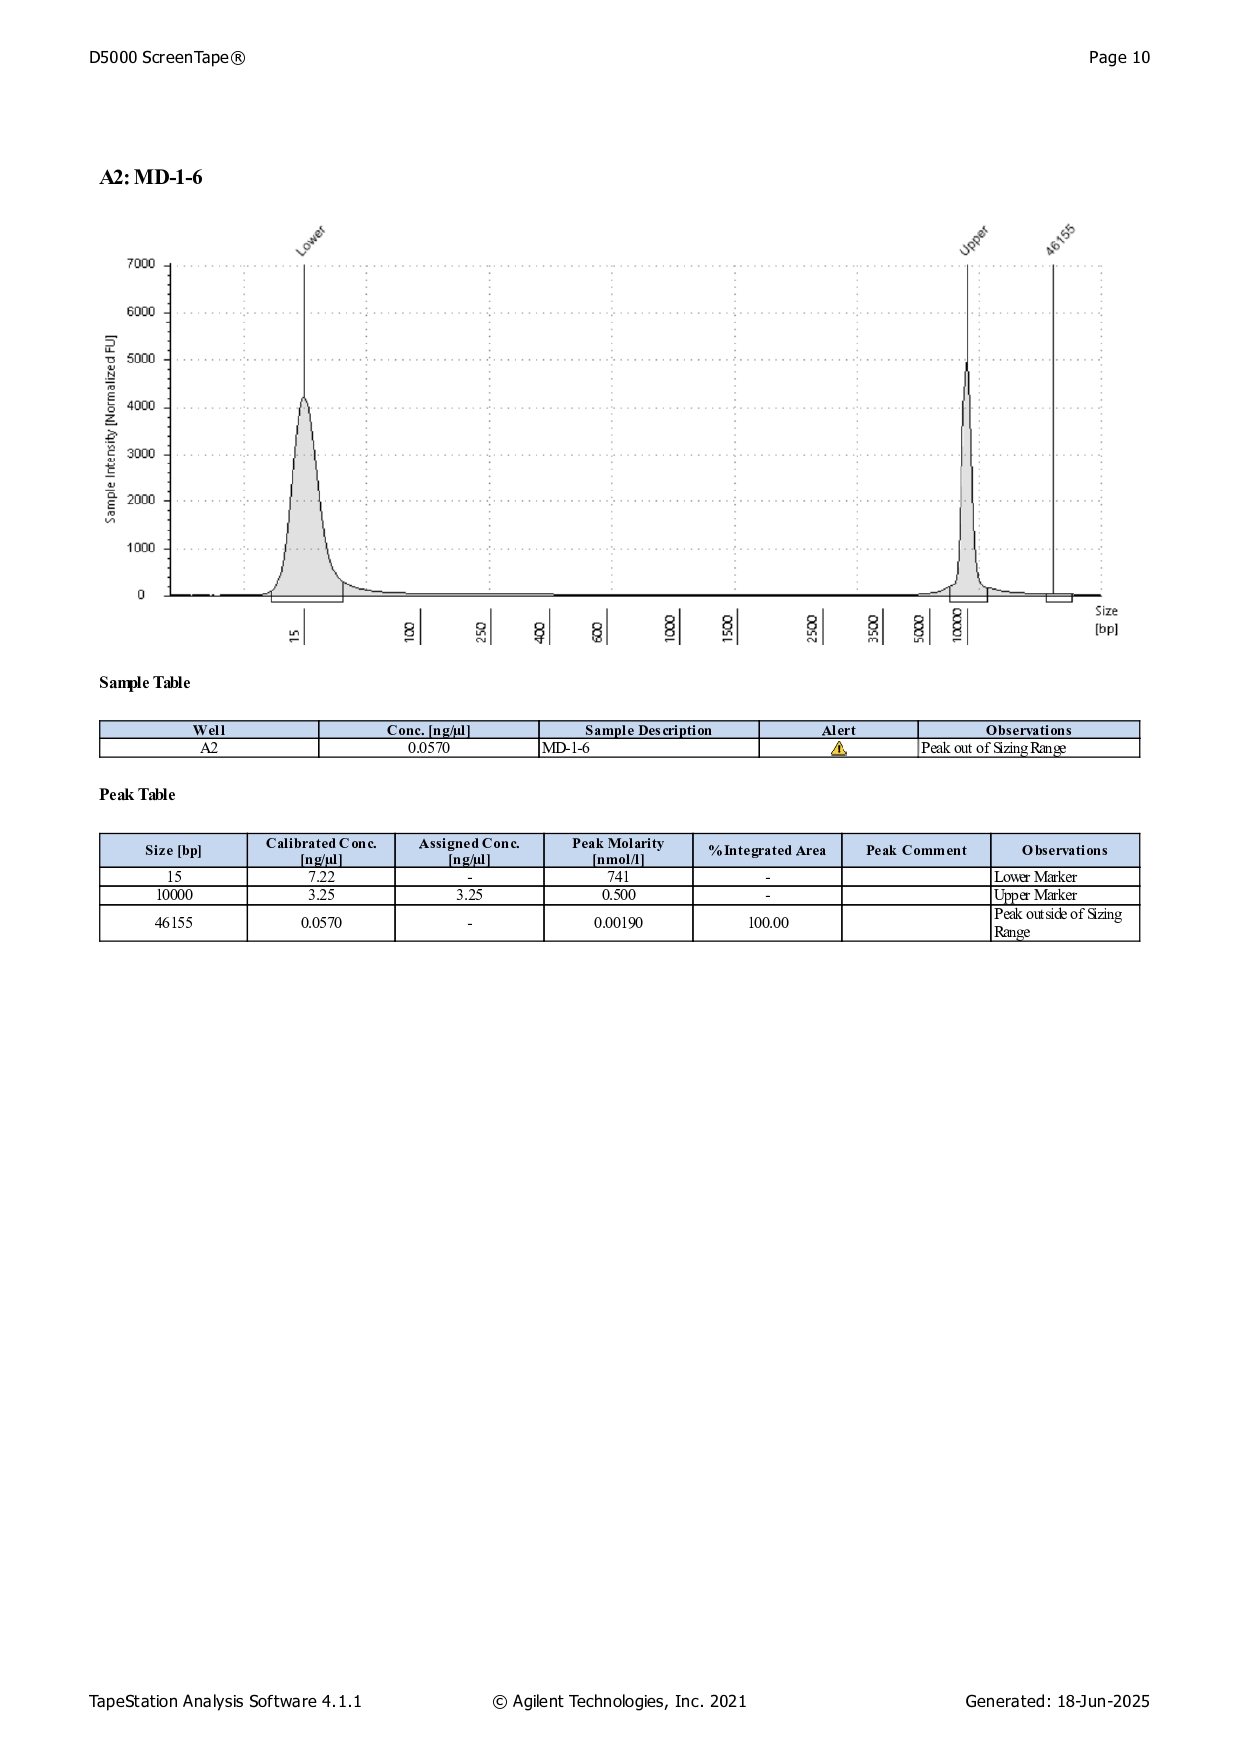 D5000 ScreenTape®
Page 10
A2: MD-1-6
Lower
Upper
46155
Sample Intensity [Normalized FU]
7000
6000
5000
4000
3000
2000
1000
0
15
100
250
400
600
1000
1500
2500
3500
5000
10000
Size
[bp]
Sample Table
Well Conc. [ng/µl] Sample Description Alert Observations
A2 0.0570 MD-1-6 Peak out of Sizing Range
Peak Table
Size [bp] Calibrated Conc. [ng/µl] Assigned Conc. [ng/µl] Peak Molarity [nmol/l] % Integrated Area Peak Comment Observations
15 7.22 - 741 - Lower Marker
10000 3.25 3.25 0.500 - Upper Marker
46155 0.0570 - 0.00190 100.00 Peak outside of Sizing Range
TapeStation Analysis Software 4.1.1
© Agilent Technologies, Inc. 2021
Generated: 18-Jun-2025